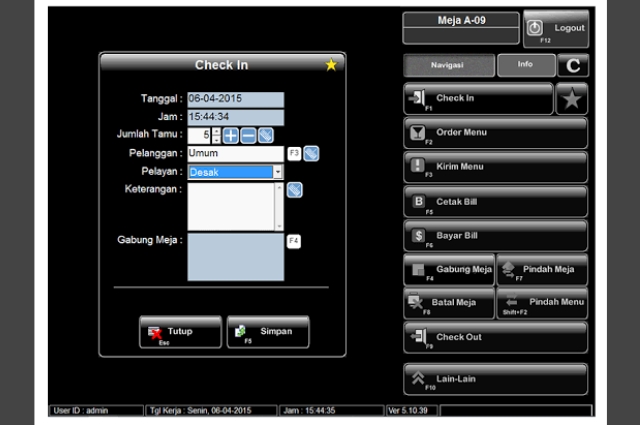 Meja A-09
Logout
F12
Navigasi
Info
C
Check In
Tanggal : 06-04-2015
Jam : 15:44:34
Jumlah Tamu : 5
Pelanggan : Umum F3
Pelayan : Desak
Keterangan :
Gabung Meja : F4
Tutup
Esc
Simpan
F5
Check In
F1
Order Menu
F2
Kirim Menu
F3
B Cetak Bill
F5
$ Bayar Bill
F6
Gabung Meja
F4
Pindah Meja
F7
Batal Meja
F8
Pindah Menu
Shift+F2
Check Out
F9
Lain-Lain
F10
User ID : admin
Tgl Kerja : Senin, 06-04-2015
Jam : 15:44:35
Ver 5.10.39